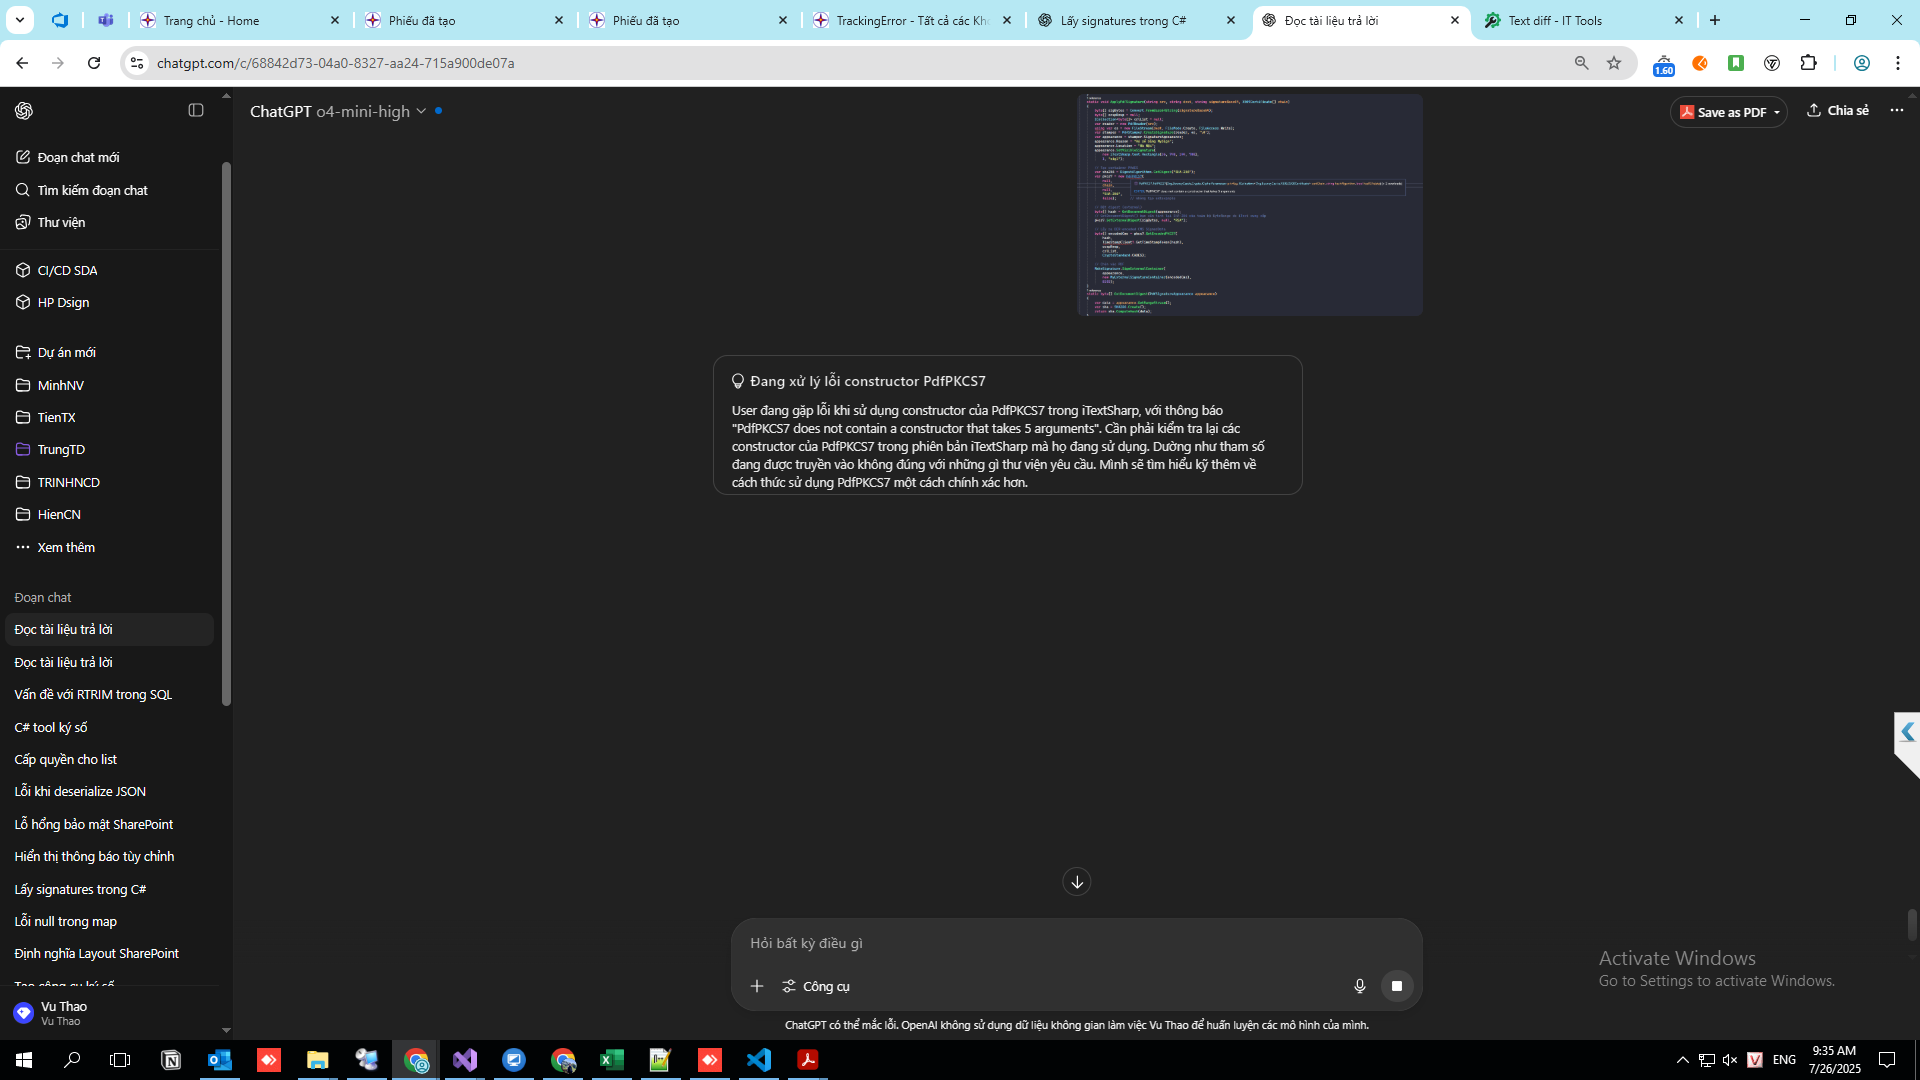 Trang chủ - Home
Phiếu đã tạo
Phiếu đã tạo
TrackingError - Tất cả các Kho
Lấy signatures trong C#
Đọc tài liệu trả lời
Text diff - IT Tools
chatgpt.com/c/68842d73-04a0-8327-aa24-715a900de07a
1.60
ChatGPT o4-mini-high
Save as PDF
Chia sẻ
Đoạn chat mới
Tìm kiếm đoạn chat
Thư viện
CI/CD SDA
HP Dsign
Dự án mới
MinhNV
TienTX
TrungTD
TRINHNCD
HienCN
Xem thêm
Đoạn chat
Đọc tài liệu trả lời
Đọc tài liệu trả lời
Vấn đề với RTRIM trong SQL
C# tool ký số
Cấp quyền cho list
Lỗi khi deserialize JSON
Lỗ hổng bảo mật SharePoint
Hiển thị thông báo tùy chỉnh
Lấy signatures trong C#
Lỗi null trong map
Định nghĩa Layout SharePoint
Tạo công cụ ký số
Vu Thao
Vu Thao
Đang xử lý lỗi constructor PdfPKCS7
User đang gặp lỗi khi sử dụng constructor của PdfPKCS7 trong iTextSharp, với thông báo
"PdfPKCS7 does not contain a constructor that takes 5 arguments". Cần phải kiểm tra lại các
constructor của PdfPKCS7 trong phiên bản iTextSharp mà họ đang sử dụng. Dường như tham số
đang được truyền vào không đúng với những gì thư viện yêu cầu. Mình sẽ tìm hiểu kỹ thêm về
cách thức sử dụng PdfPKCS7 một cách chính xác hơn.
Hỏi bất kỳ điều gì
Công cụ
ChatGPT có thể mắc lỗi. OpenAI không sử dụng dữ liệu không gian làm việc Vu Thao để huấn luyện các mô hình của mình.
Activate Windows
Go to Settings to activate Windows.
ENG
9:35 AM
7/26/2025